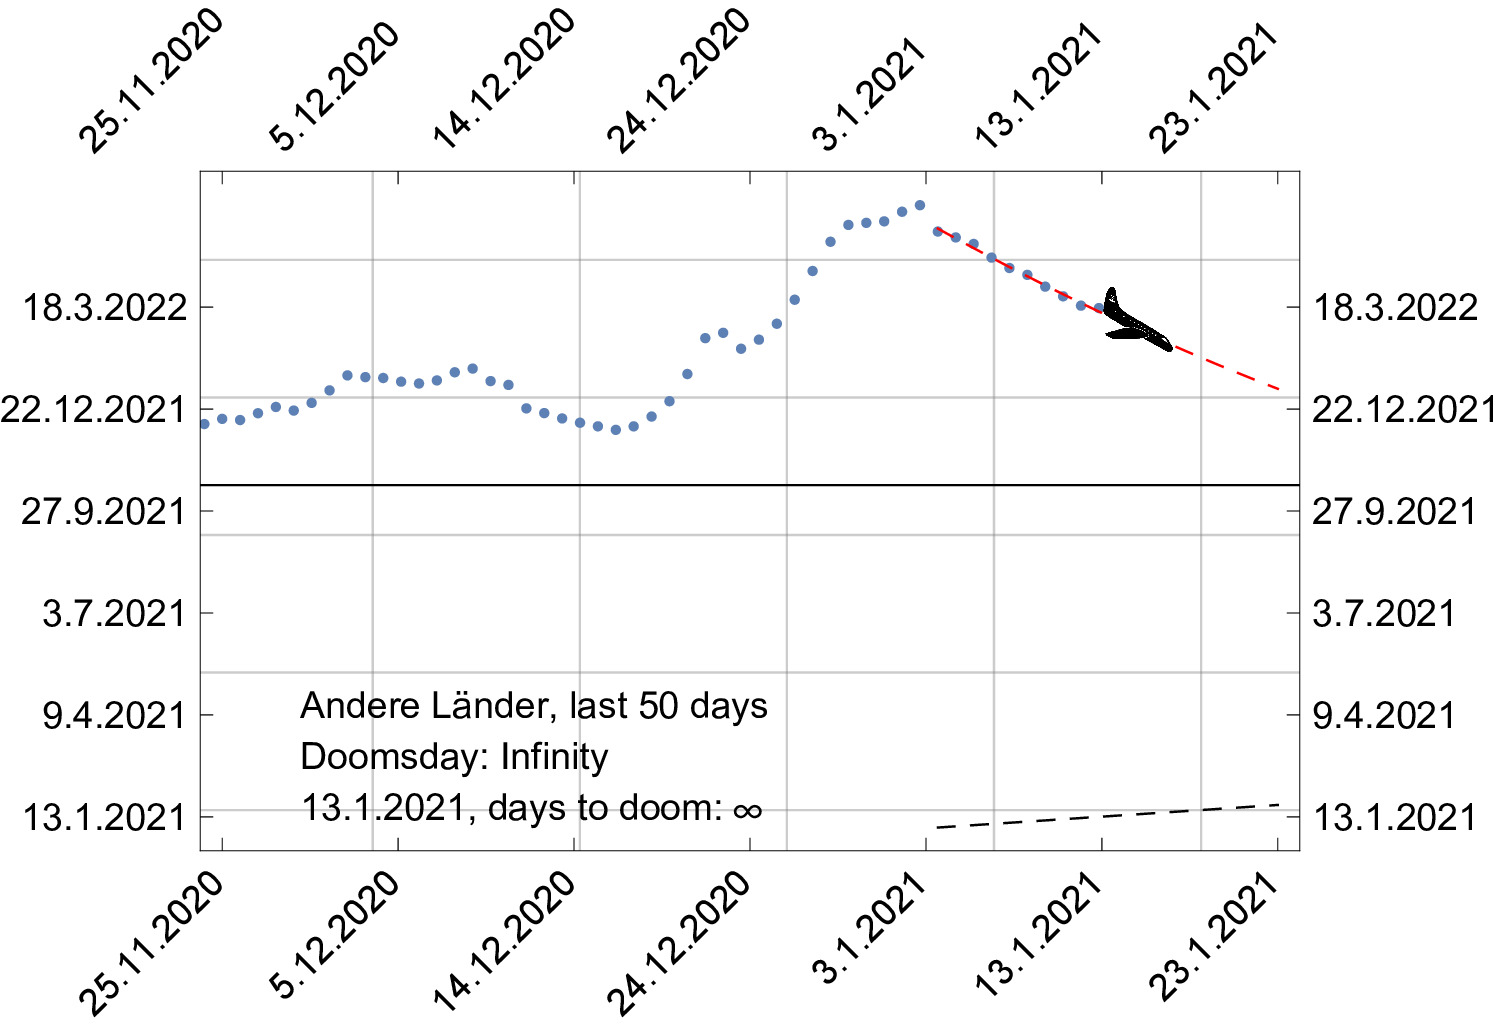 25.11.2020 5.12.2020 14.12.2020 24.12.2020 3.1.2021 13.1.2021 23.1.2021
18.3.2022 18.3.2022
22.12.2021 22.12.2021
27.9.2021 27.9.2021
3.7.2021 3.7.2021
9.4.2021 9.4.2021
13.1.2021 13.1.2021
Andere Länder, last 50 days
Doomsday: Infinity
13.1.2021, days to doom: ∞
25.11.2020 5.12.2020 14.12.2020 24.12.2020 3.1.2021 13.1.2021 23.1.2021